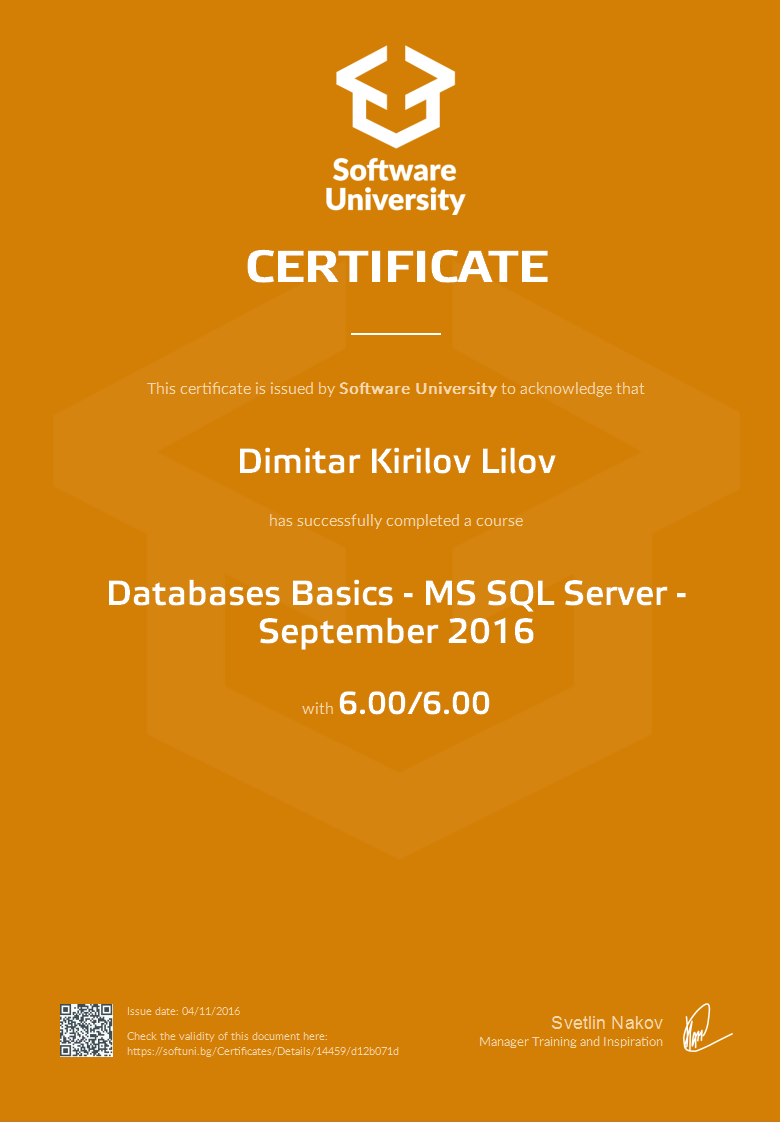 Software
University
CERTIFICATE
This certificate is issued by Software University to acknowledge that
Dimitar Kirilov Lilov
has successfully completed a course
Databases Basics - MS SQL Server -
September 2016
with 6.00/6.00
Issue date: 04/11/2016
Check the validity of this document here:
https://softuni.bg/Certificates/Details/14459/d12b071d
Svetlin Nakov
Manager Training and Inspiration